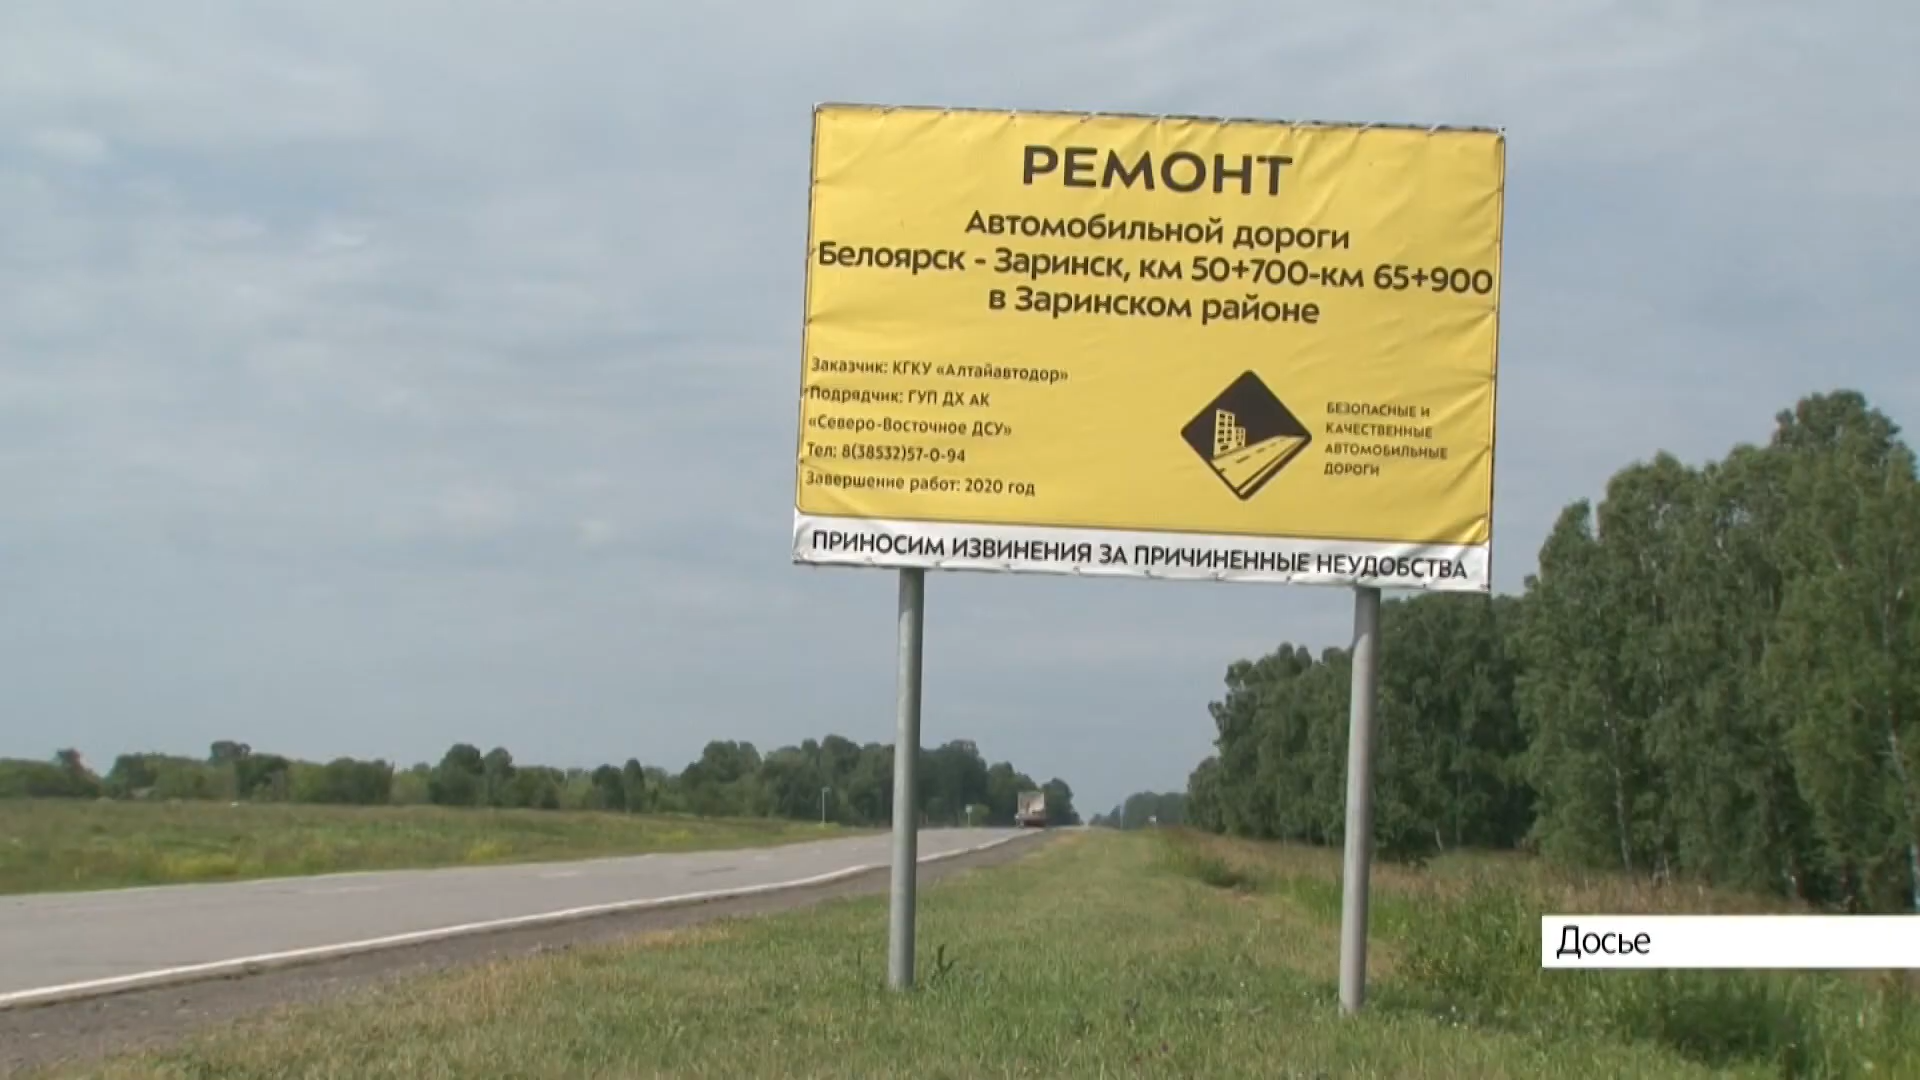 РЕМОНТ
Автомобильной дороги
Белоярск - Заринск, км 50+700-км 65+900
в Заринском районе
Заказчик: КГКУ «Алтайавтодор»
Подрядчик: ГУП ДХ АК
«Северо-Восточное ДСУ»
Тел: 8(38532)57-0-94
Завершение работ: 2020 год
БЕЗОПАСНЫЕ И
КАЧЕСТВЕННЫЕ
АВТОМОБИЛЬНЫЕ
ДОРОГИ
ПРИНОСИМ ИЗВИНЕНИЯ ЗА ПРИЧИНЕННЫЕ НЕУДОБСТВА
Досье